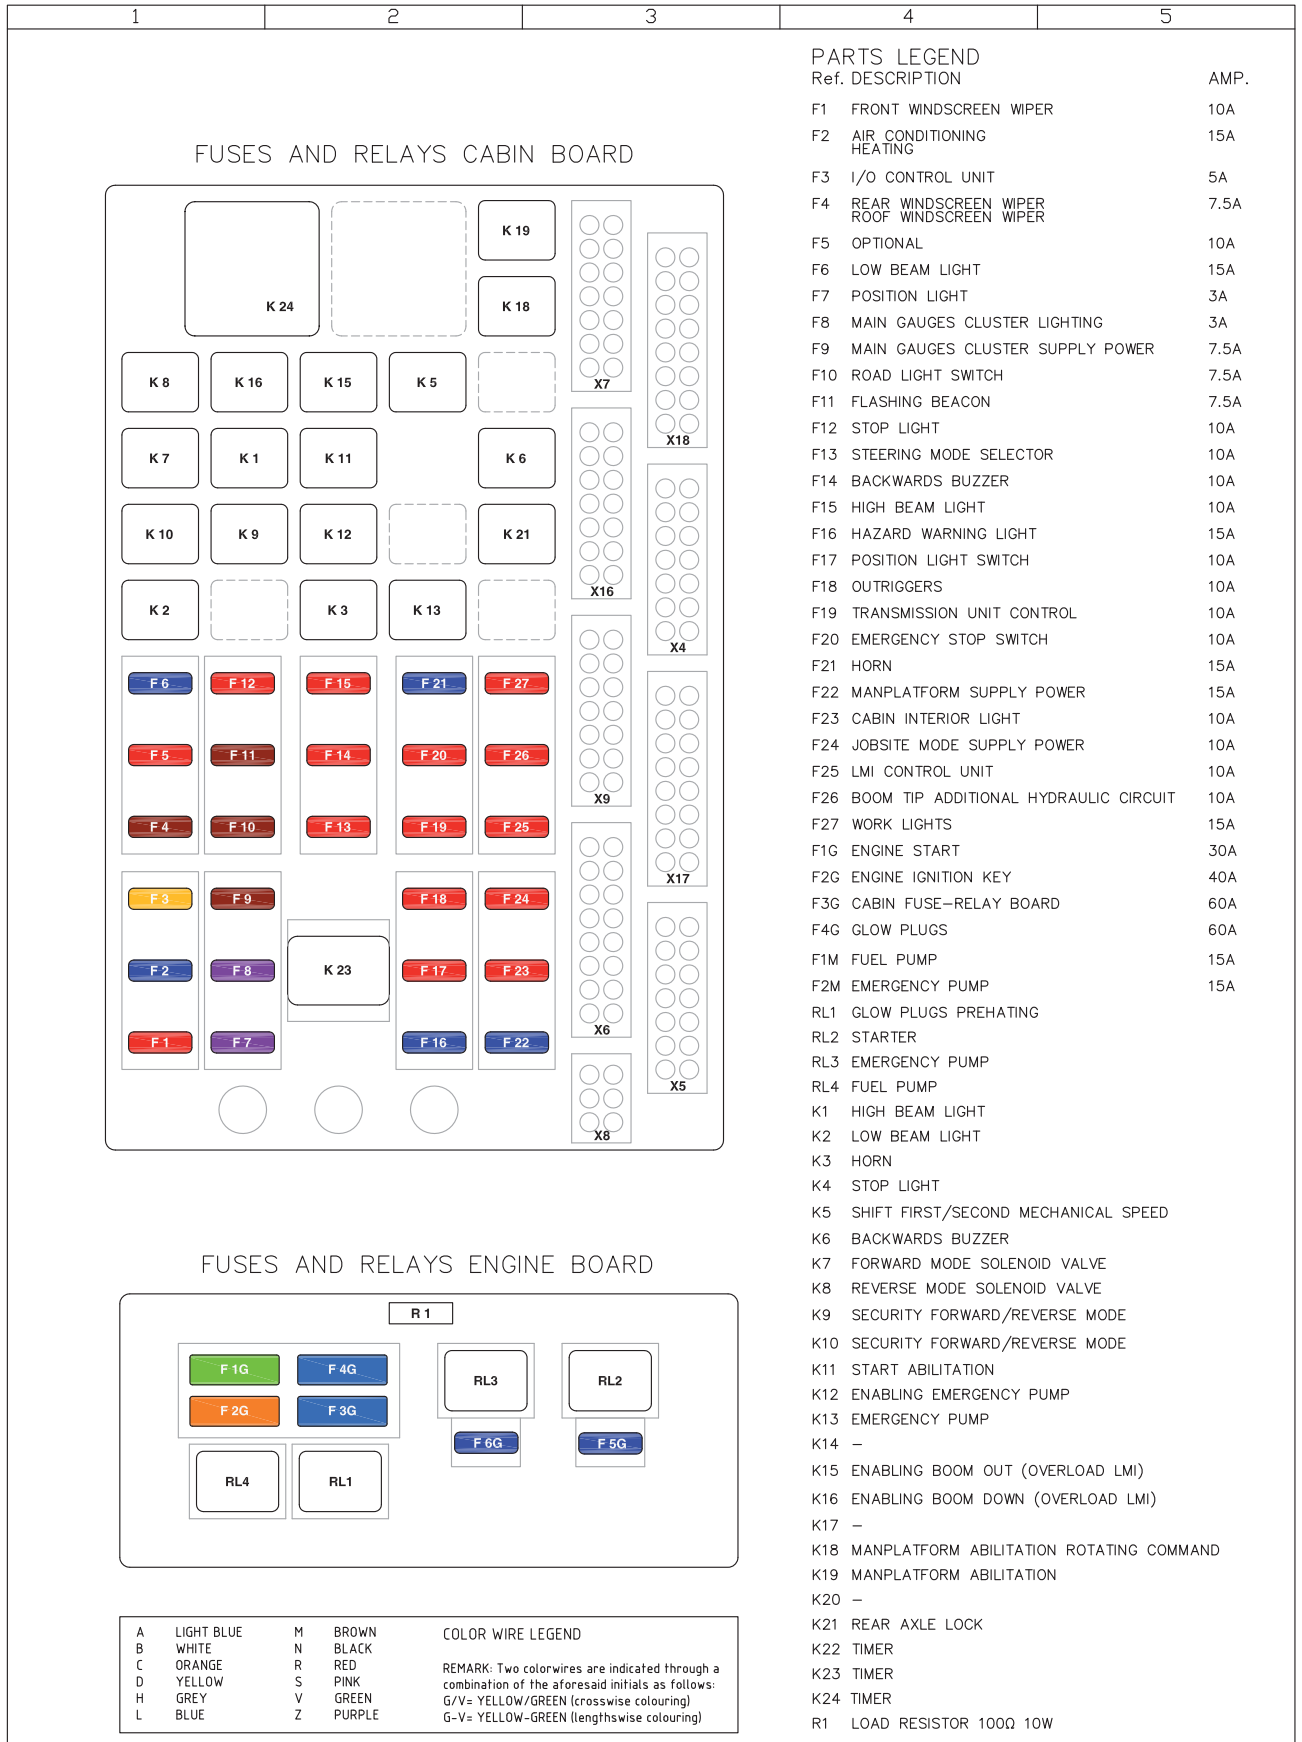 1 2 3 4 5
FUSES AND RELAYS CABIN BOARD
K 24
K 19
K 18
K 8 K 16 K 15 K 5
K 7 K 1 K 11 K 6
K 10 K 9 K 12 K 21
K 2 K 3 K 13
F 6 F 12 F 15 F 21 F 27
F 5 F 11 F 14 F 20 F 26
F 4 F 10 F 13 F 19 F 25
F 3 F 9 F 18 F 24
F 2 F 8 K 23 F 17 F 23
F 1 F 7 F 16 F 22
X7
X18
X16
X4
X9
X17
X6
X5
X8
FUSES AND RELAYS ENGINE BOARD
R 1
F 1G F 4G
F 2G F 3G
RL3 RL2
F 6G F 5G
RL4 RL1
A LIGHT BLUE M BROWN
B WHITE N BLACK
C ORANGE R RED
D YELLOW S PINK
H GREY V GREEN
L BLUE Z PURPLE
COLOR WIRE LEGEND
REMARK: Two colorwires are indicated through a
combination of the aforesaid initials as follows:
G/V= YELLOW/GREEN (crosswise colouring)
G-V= YELLOW-GREEN (lengthswise colouring)
PARTS LEGEND
Ref. DESCRIPTION AMP.
F1 FRONT WINDSCREEN WIPER 10A
F2 AIR CONDITIONING 15A
HEATING
F3 I/O CONTROL UNIT 5A
F4 REAR WINDSCREEN WIPER 7.5A
ROOF WINDSCREEN WIPER
F5 OPTIONAL 10A
F6 LOW BEAM LIGHT 15A
F7 POSITION LIGHT 3A
F8 MAIN GAUGES CLUSTER LIGHTING 3A
F9 MAIN GAUGES CLUSTER SUPPLY POWER 7.5A
F10 ROAD LIGHT SWITCH 7.5A
F11 FLASHING BEACON 7.5A
F12 STOP LIGHT 10A
F13 STEERING MODE SELECTOR 10A
F14 BACKWARDS BUZZER 10A
F15 HIGH BEAM LIGHT 10A
F16 HAZARD WARNING LIGHT 15A
F17 POSITION LIGHT SWITCH 10A
F18 OUTRIGGERS 10A
F19 TRANSMISSION UNIT CONTROL 10A
F20 EMERGENCY STOP SWITCH 10A
F21 HORN 15A
F22 MANPLATFORM SUPPLY POWER 15A
F23 CABIN INTERIOR LIGHT 10A
F24 JOBSITE MODE SUPPLY POWER 10A
F25 LMI CONTROL UNIT 10A
F26 BOOM TIP ADDITIONAL HYDRAULIC CIRCUIT 10A
F27 WORK LIGHTS 15A
F1G ENGINE START 30A
F2G ENGINE IGNITION KEY 40A
F3G CABIN FUSE-RELAY BOARD 60A
F4G GLOW PLUGS 60A
F1M FUEL PUMP 15A
F2M EMERGENCY PUMP 15A
RL1 GLOW PLUGS PREHATING
RL2 STARTER
RL3 EMERGENCY PUMP
RL4 FUEL PUMP
K1 HIGH BEAM LIGHT
K2 LOW BEAM LIGHT
K3 HORN
K4 STOP LIGHT
K5 SHIFT FIRST/SECOND MECHANICAL SPEED
K6 BACKWARDS BUZZER
K7 FORWARD MODE SOLENOID VALVE
K8 REVERSE MODE SOLENOID VALVE
K9 SECURITY FORWARD/REVERSE MODE
K10 SECURITY FORWARD/REVERSE MODE
K11 START ABILITATION
K12 ENABLING EMERGENCY PUMP
K13 EMERGENCY PUMP
K14 -
K15 ENABLING BOOM OUT (OVERLOAD LMI)
K16 ENABLING BOOM DOWN (OVERLOAD LMI)
K17 -
K18 MANPLATFORM ABILITATION ROTATING COMMAND
K19 MANPLATFORM ABILITATION
K20 -
K21 REAR AXLE LOCK
K22 TIMER
K23 TIMER
K24 TIMER
R1 LOAD RESISTOR 100Ω 10W